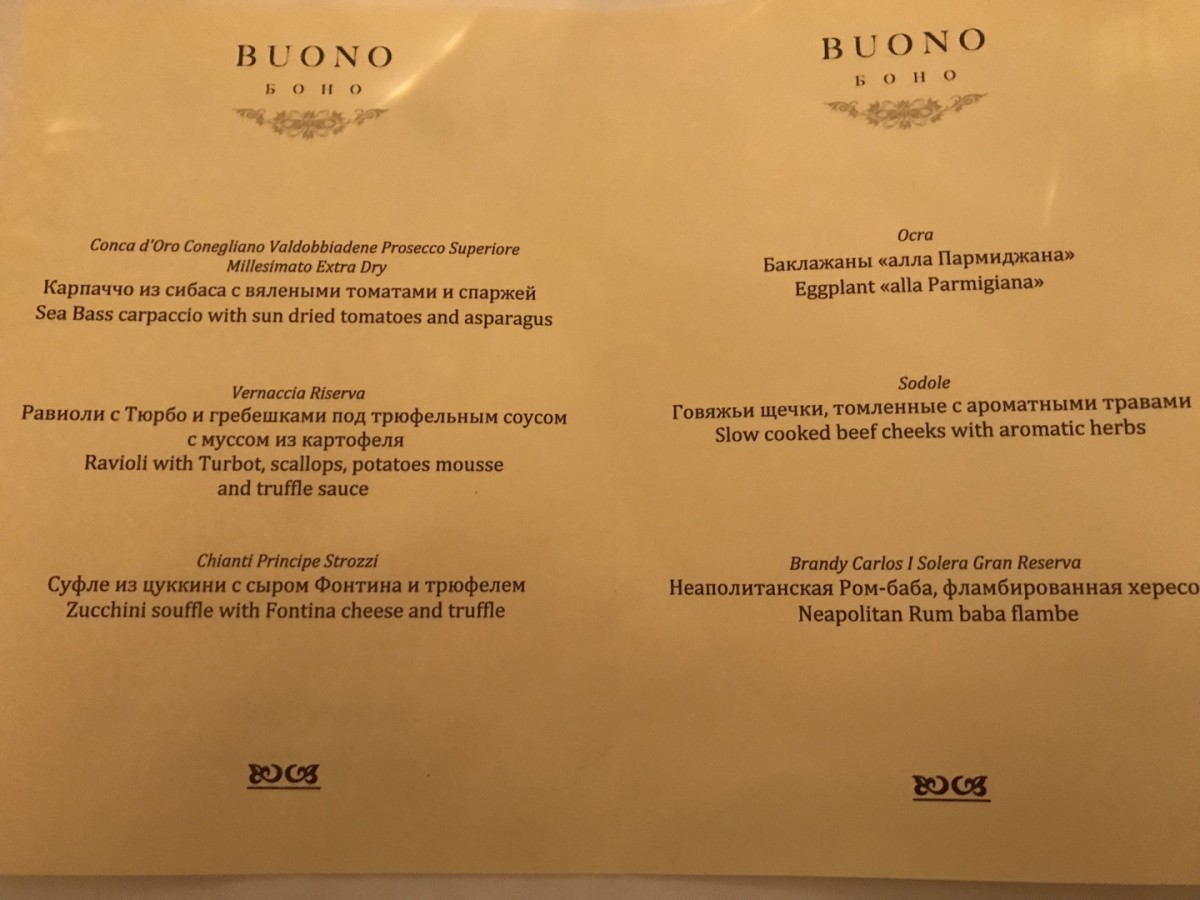 BUONO
БОНО
Conca d'Oro Conegliano Valdobbiadene Prosecco Superiore
Millesimato Extra Dry
Карпаччо из сибаса с вялеными томатами и спаржей
Sea Bass carpaccio with sun dried tomatoes and asparagus
Vernaccia Riserva
Равиоли с Тюрбо и гребешками под трюфельным соусом
с муссом из картофеля
Ravioli with Turbot, scallops, potatoes mousse
and truffle sauce
Chianti Principe Strozzi
Суфле из цуккини с сыром Фонтина и трюфелем
Zucchini souffle with Fontina cheese and truffle
BUONO
БОНО
Ocra
Баклажаны «алла Пармиджана»
Eggplant «alla Parmigiana»
Sodole
Говяжьи щечки, томленные с ароматными травами
Slow cooked beef cheeks with aromatic herbs
Brandy Carlos I Solera Gran Reserva
Неаполитанская Ром-баба, фламбированная
Neapolitan Rum baba flambe